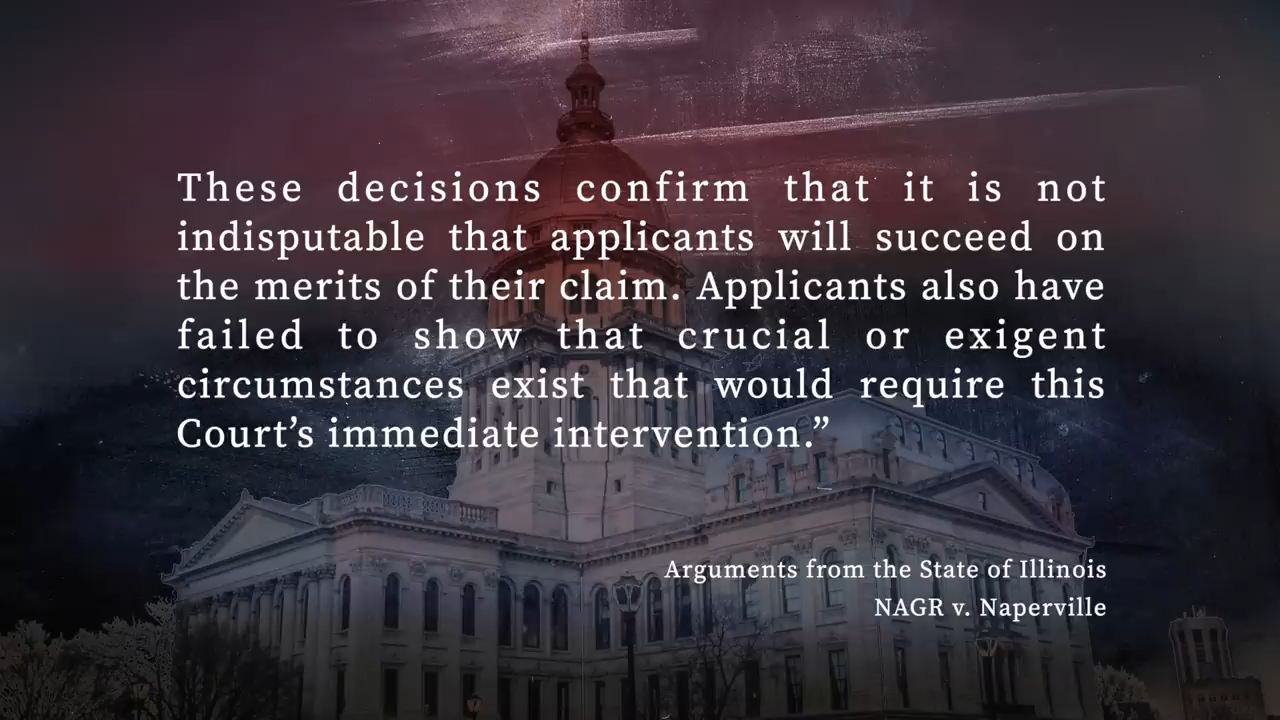 These decisions confirm that it is not
indisputable that applicants will succeed on
the merits of their claim. Applicants also have
failed to show that crucial or exigent
circumstances exist that would require this
Court’s immediate intervention.”
Arguments from the State of Illinois
NAGR v. Naperville